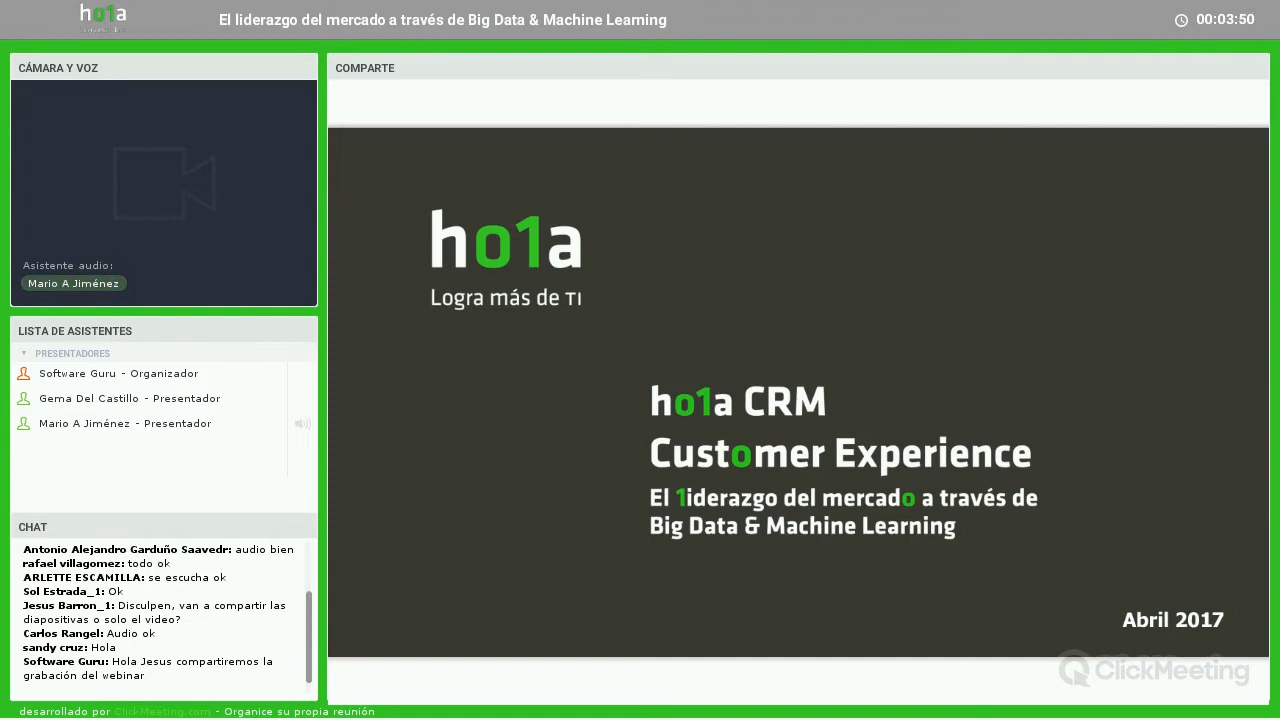 ho1a
El liderazgo del mercado a través de Big Data & Machine Learning
00:03:50
CÁMARA Y VOZ
Asistente audio:
Mario A Jiménez
LISTA DE ASISTENTES
PRESENTADORES
Software Guru - Organizador
Gema Del Castillo - Presentador
Mario A Jiménez - Presentador
CHAT
Antonio Alejandro Garduño Saavedr: audio bien
rafael villagomez: todo ok
ARLETTE ESCAMILLA: se escucha ok
Sol Estrada_1: Ok
Jesus Barron_1: Disculpen, van a compartir las
diapositivas o solo el video?
Carlos Rangel: Audio ok
sandy cruz: Hola
Software Guru: Hola Jesus compartiremos la
grabación del webinar
COMPARTE
ho1a
Logra más de TI
ho1a CRM
Customer Experience
El 1iderazgo del mercado a través de
Big Data & Machine Learning
Abril 2017
ClickMeeting
desarrollado por ClickMeeting.com - Organice su propia reunión